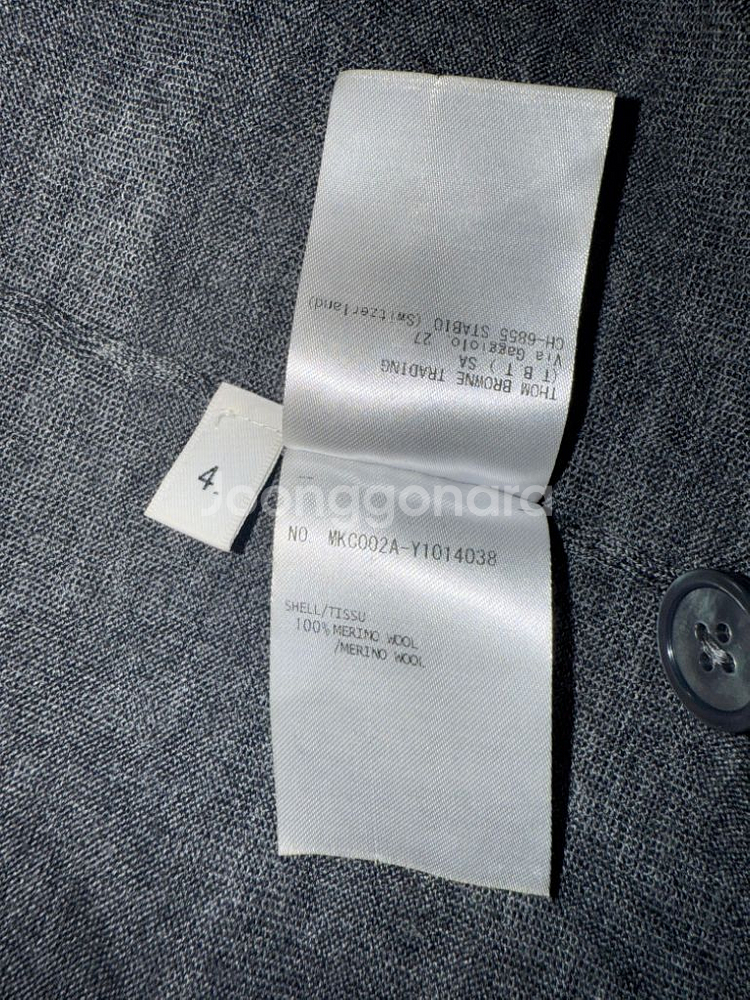 THOM BROWNE TRADING
(T B T) SA
Via Gaggiolo, 27
CH-6855 STABIO (Switzerland)
4.
Joonggonara
NO. MKC002A-Y1014038
SHELL/TISSU
100% MERINO WOOL
/MERINO WOOL